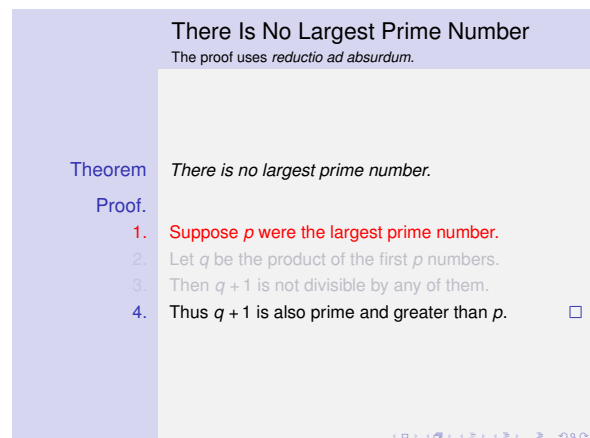 There Is No Largest Prime Number
The proof uses reductio ad absurdum.
Theorem There is no largest prime number.
Proof.
1. Suppose p were the largest prime number.
2. Let q be the product of the first p numbers.
3. Then q + 1 is not divisible by any of them.
4. Thus q + 1 is also prime and greater than p. □